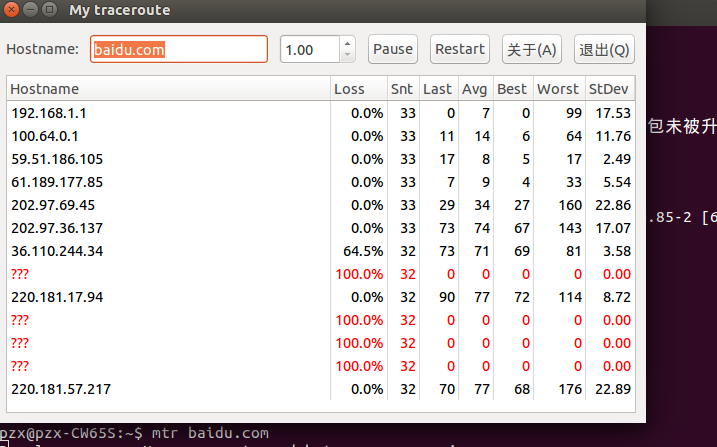 My traceroute
Hostname: baidu.com 1.00 Pause Restart 关于(A) 退出(Q)
Hostname Loss Snt Last Avg Best Worst StDev
192.168.1.1 0.0% 33 0 7 0 99 17.53
100.64.0.1 0.0% 33 11 14 6 64 11.76
59.51.186.105 0.0% 33 17 8 5 17 2.49
61.189.177.85 0.0% 33 7 9 4 33 5.54
202.97.69.45 0.0% 33 29 34 27 160 22.86
202.97.36.137 0.0% 33 73 74 67 143 17.07
36.110.244.34 64.5% 32 73 71 69 81 3.58
??? 100.0% 32 0 0 0 0 0.00
220.181.17.94 0.0% 32 90 77 72 114 8.72
??? 100.0% 32 0 0 0 0 0.00
??? 100.0% 32 0 0 0 0 0.00
??? 100.0% 32 0 0 0 0 0.00
220.181.57.217 0.0% 32 70 77 68 176 22.89
包未被升
.85-2 [6
pzx@pzx-CW65S:~$ mtr baidu.com